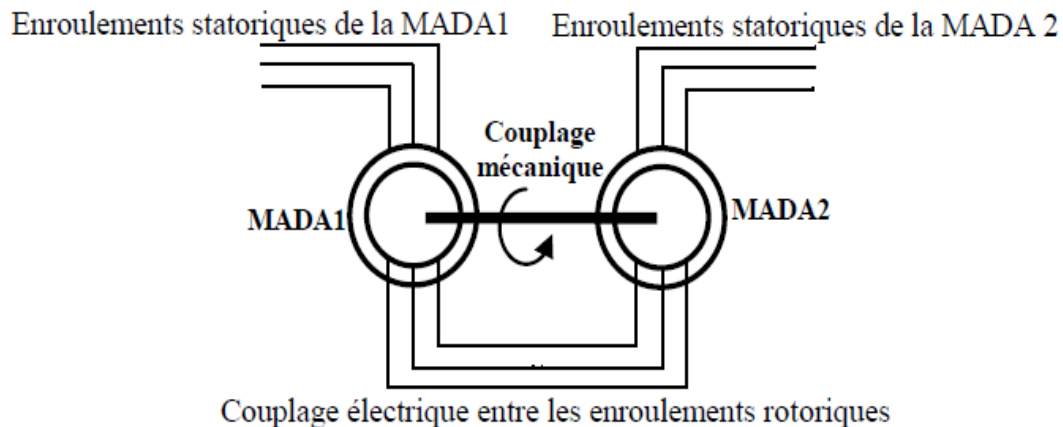 Enroulements statoriques de la MADA1
Enroulements statoriques de la MADA 2
Couplage
mécanique
MADA1
MADA2
Couplage électrique entre les enroulements rotoriques